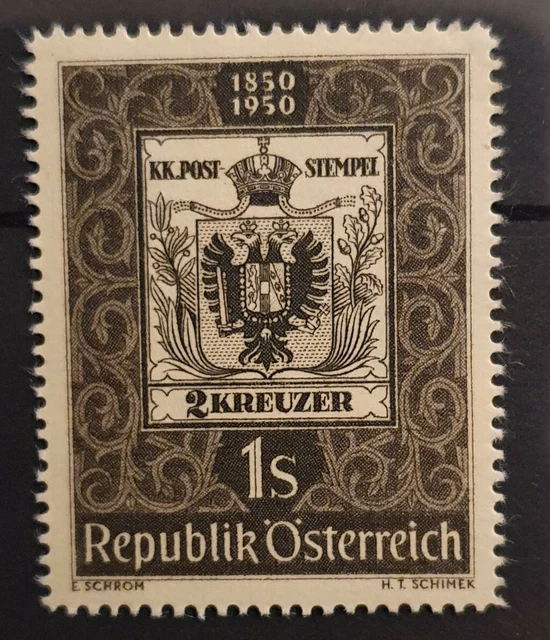 1850
1950
KK.POST-STEMPEL
2 KREUZER
1s
Republik Österreich
E. SCHROM H. T. SCHIMEK